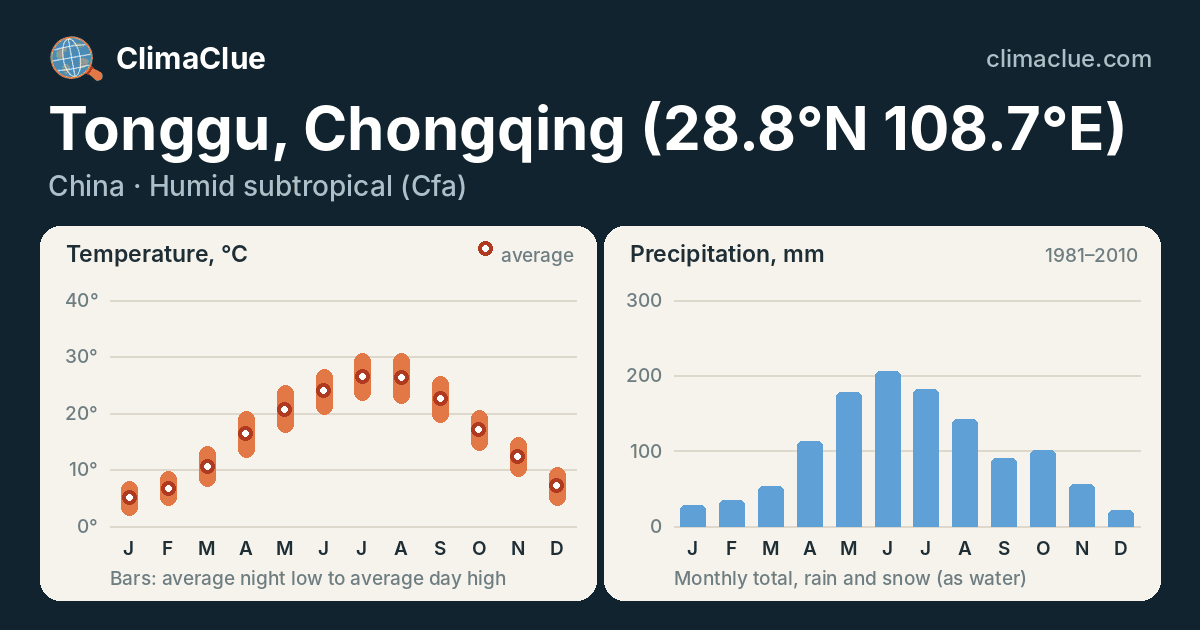 ClimaClue
climaclue.com
Tonggu, Chongqing (28.8°N 108.7°E)
China · Humid subtropical (Cfa)
Temperature, °C
average
40°
30°
20°
10°
0°
J F M A M J J A S O N D
Bars: average night low to average day high
Precipitation, mm
1981–2010
300
200
100
0
J F M A M J J A S O N D
Monthly total, rain and snow (as water)